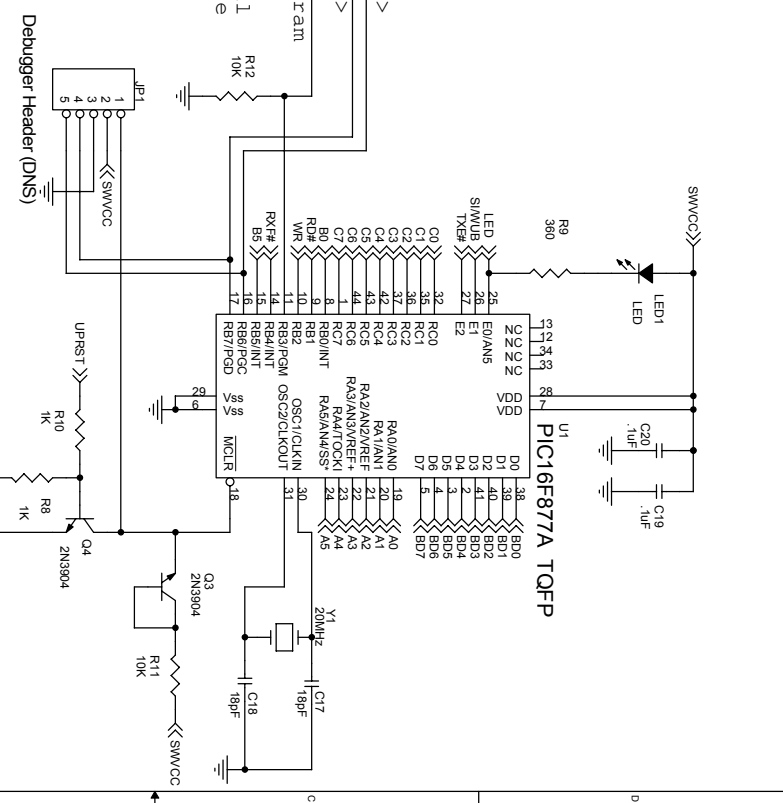 ram
l
e
>
>
R12
10K
JP1
1
2
3
4
5
Debugger Header (DNS)
SWVCC
SWVCC
R9
360
LED1
LED
LED
SI/WUB
TXE#
C0
C1
C2
C3
C4
C5
C6
C7
B0
RD#
WR
RXF#
B5
25
26
27
32
35
36
37
42
43
44
1
8
9
10
11
14
15
16
17
E0/AN5
E1
E2
RC0
RC1
RC2
RC3
RC4
RC5
RC6
RC7
RB0/INT
RB1
RB2
RB3/PGM
RB4/INT
RB5/INT
RB6/PGC
RB7/PGD
NC
NC
NC
NC
13
12
34
33
VDD
VDD
28
7
U1
PIC16F877A TQFP
C20
.1uF
C19
.1uF
Vss
Vss
29
6
MCLR
18
OSC1/CLKIN
OSC2/CLKOUT
30
31
RA0/AN0
RA1/AN1
RA2/AN2/VREF
RA3/AN3/VREF+
RA4/TOCKI
RA5/AN4/SS*
19
20
21
22
23
24
A0
A1
A2
A3
A4
A5
D0
D1
D2
D3
D4
D5
D6
D7
38
39
40
41
2
3
4
5
BD0
BD1
BD2
BD3
BD4
BD5
BD6
BD7
UPRST
R10
1K
R8
1K
Q4
2N3904
Q3
2N3904
R11
10K
SWVCC
Y1
20MHz
C17
18pF
C18
18pF
C
D